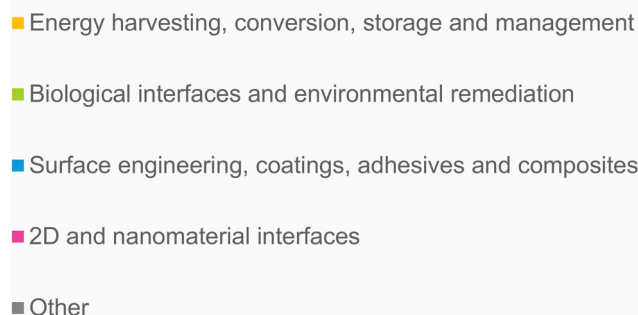 Energy harvesting, conversion, storage and management
Biological interfaces and environmental remediation
Surface engineering, coatings, adhesives and composites
2D and nanomaterial interfaces
Other